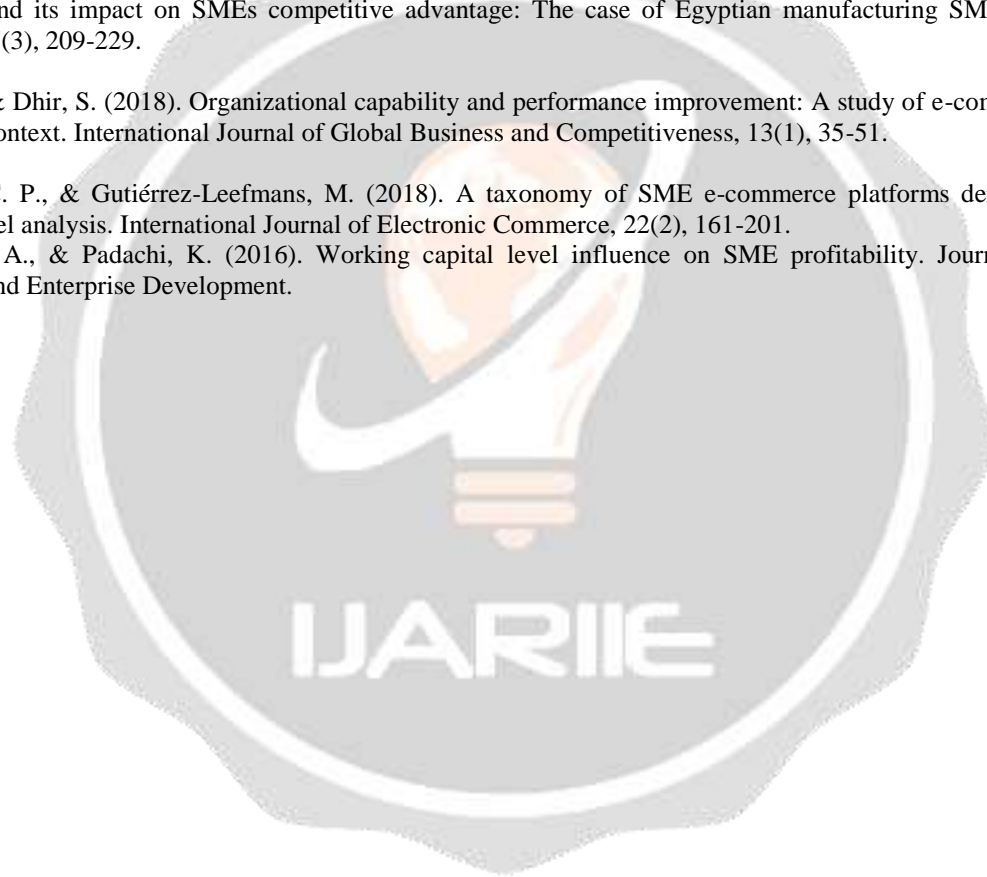 nd its impact on SMEs competitive advantage: The case of Egyptian manufacturing SM
(3), 209-229.
& Dhir, S. (2018). Organizational capability and performance improvement: A study of e-con
ontext. International Journal of Global Business and Competitiveness, 13(1), 35-51.
. P., & Gutiérrez-Leefmans, M. (2018). A taxonomy of SME e-commerce platforms de
el analysis. International Journal of Electronic Commerce, 22(2), 161-201.
A., & Padachi, K. (2016). Working capital level influence on SME profitability. Journ
nd Enterprise Development.
IJARIIE